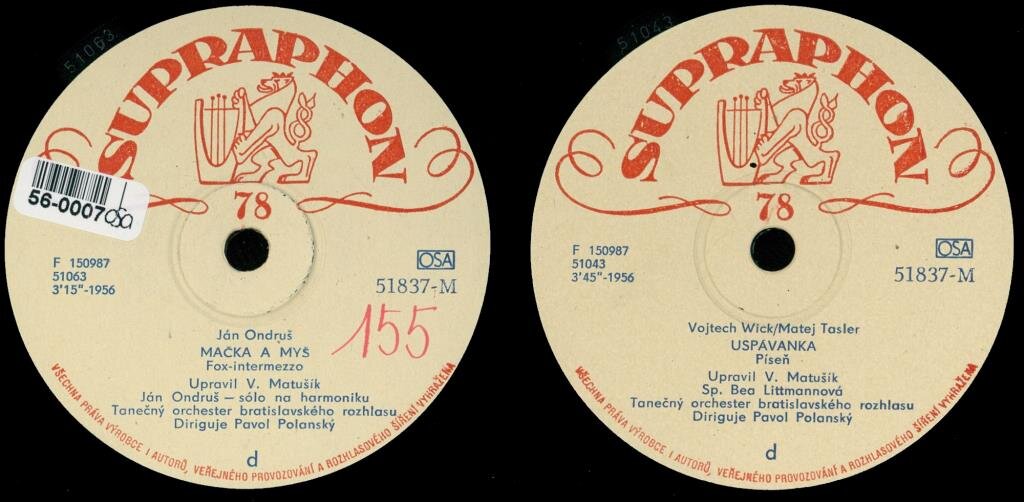 51063
SUPRAPHON
56-0007 osa
78
F 150987
51063
3'15"-1956
OSA
51837-M
155
Ján Ondruš
MAČKA A MYŠ
Fox-intermezzo
Upravil V. Matušík
Ján Ondruš — sólo na harmoniku
Tanečný orchester bratislavského rozhlasu
Diriguje Pavol Polanský
d
VŠECHNA PRÁVA VÝROBCE I AUTORŮ, VEŘEJNÉHO PROVOZOVÁNÍ A ROZHLASOVÉHO ŠÍŘENÍ VYHRAŽENA
51043
SUPRAPHON
78
F 150987
51043
3'45"-1956
OSA
51837-M
Vojtech Wick/Matej Tasler
USPÁVANKA
Píseň
Upravil V. Matušík
Sp. Bea Littmannová
Tanečný orchester bratislavského rozhlasu
Diriguje Pavol Polanský
d
VŠECHNA PRÁVA VÝROBCE I AUTORŮ, VEŘEJNÉHO PROVOZOVÁNÍ A ROZHLASOVÉHO ŠÍŘENÍ VYHRAŽENA